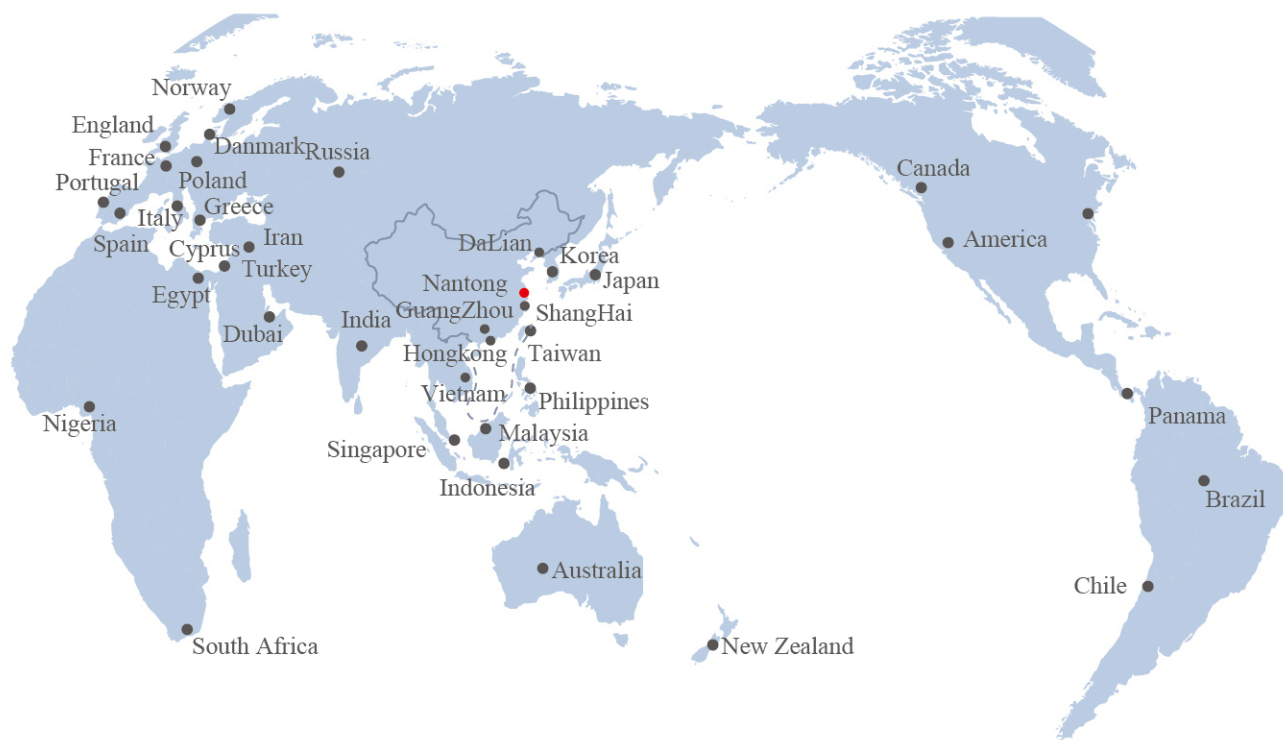 Norway
England
Danmark
France
Russia
Portugal
Poland
Canada
Italy
Greece
Spain
Cyprus
Iran
DaLian
Korea
America
Turkey
Egypt
Nantong
Japan
GuangZhou
ShangHai
Dubai
India
Hongkong
Taiwan
Vietnam
Philippines
Nigeria
Panama
Singapore
Malaysia
Indonesia
Brazil
Australia
Chile
South Africa
New Zealand